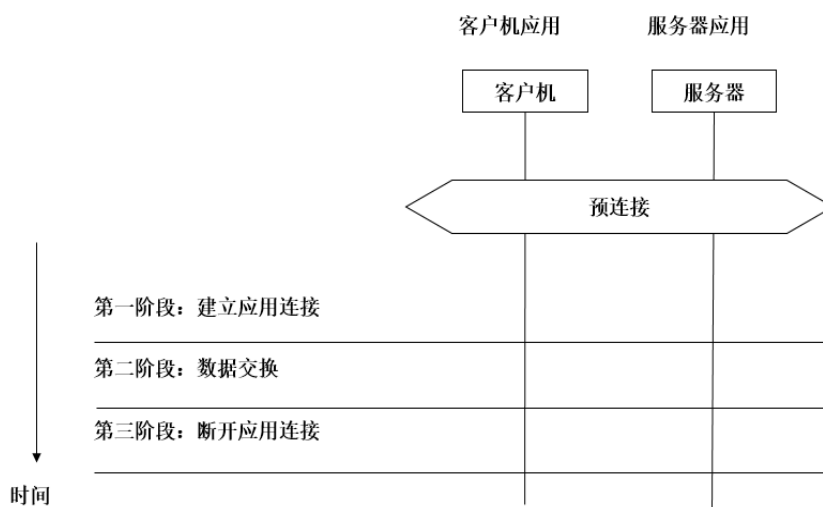 客户机应用 服务器应用
客户机 服务器
预连接
第一阶段：建立应用连接
第二阶段：数据交换
第三阶段：断开应用连接
时间